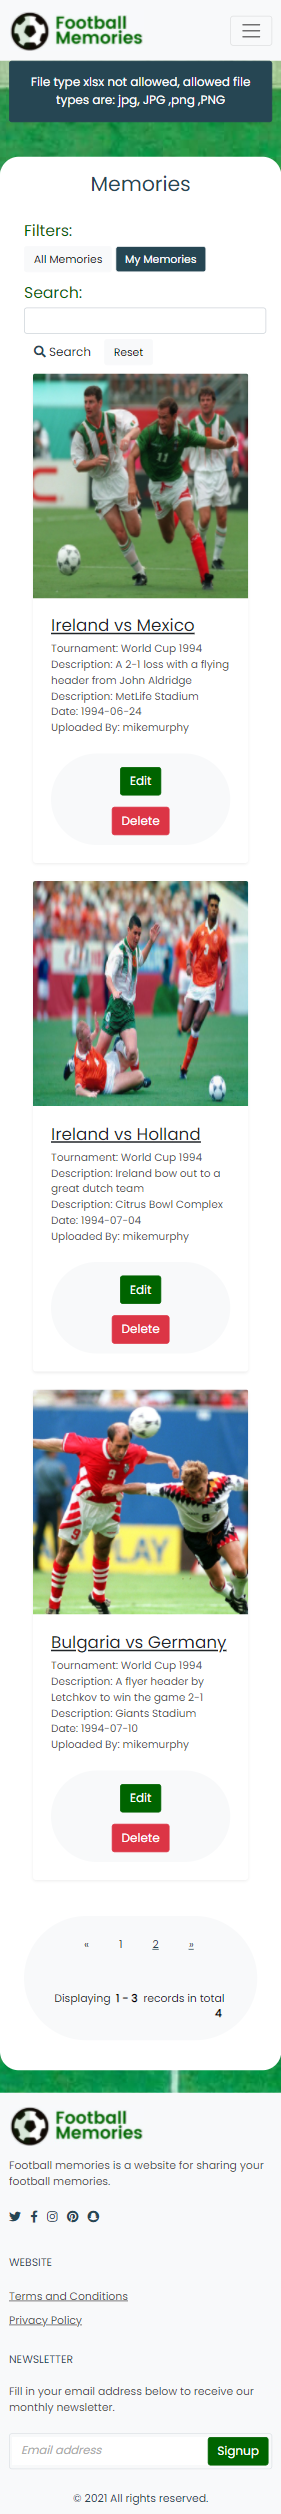 Football
Memories
File type xlsx not allowed, allowed file
types are: jpg, JPG ,png ,PNG
Memories
Filters:
All Memories
My Memories
Search:
Search
Reset
11
Ireland vs Mexico
Tournament: World Cup 1994
Description: A 2-1 loss with a flying
header from John Aldridge
Description: MetLife Stadium
Date: 1994-06-24
Uploaded By: mikemurphy
Edit
Delete
Ireland vs Holland
Tournament: World Cup 1994
Description: Ireland bow out to a
great dutch team
Description: Citrus Bowl Complex
Date: 1994-07-04
Uploaded By: mikemurphy
Edit
Delete
9
8
LAY
9
Bulgaria vs Germany
Tournament: World Cup 1994
Description: A flyer header by
Letchkov to win the game 2-1
Description: Giants Stadium
Date: 1994-07-10
Uploaded By: mikemurphy
Edit
Delete
« 1 2 »
Displaying 1 - 3 records in total
4
Football
Memories
Football memories is a website for sharing your
football memories.
WEBSITE
Terms and Conditions
Privacy Policy
NEWSLETTER
Fill in your email address below to receive our
monthly newsletter.
Email address
Signup
© 2021 All rights reserved.